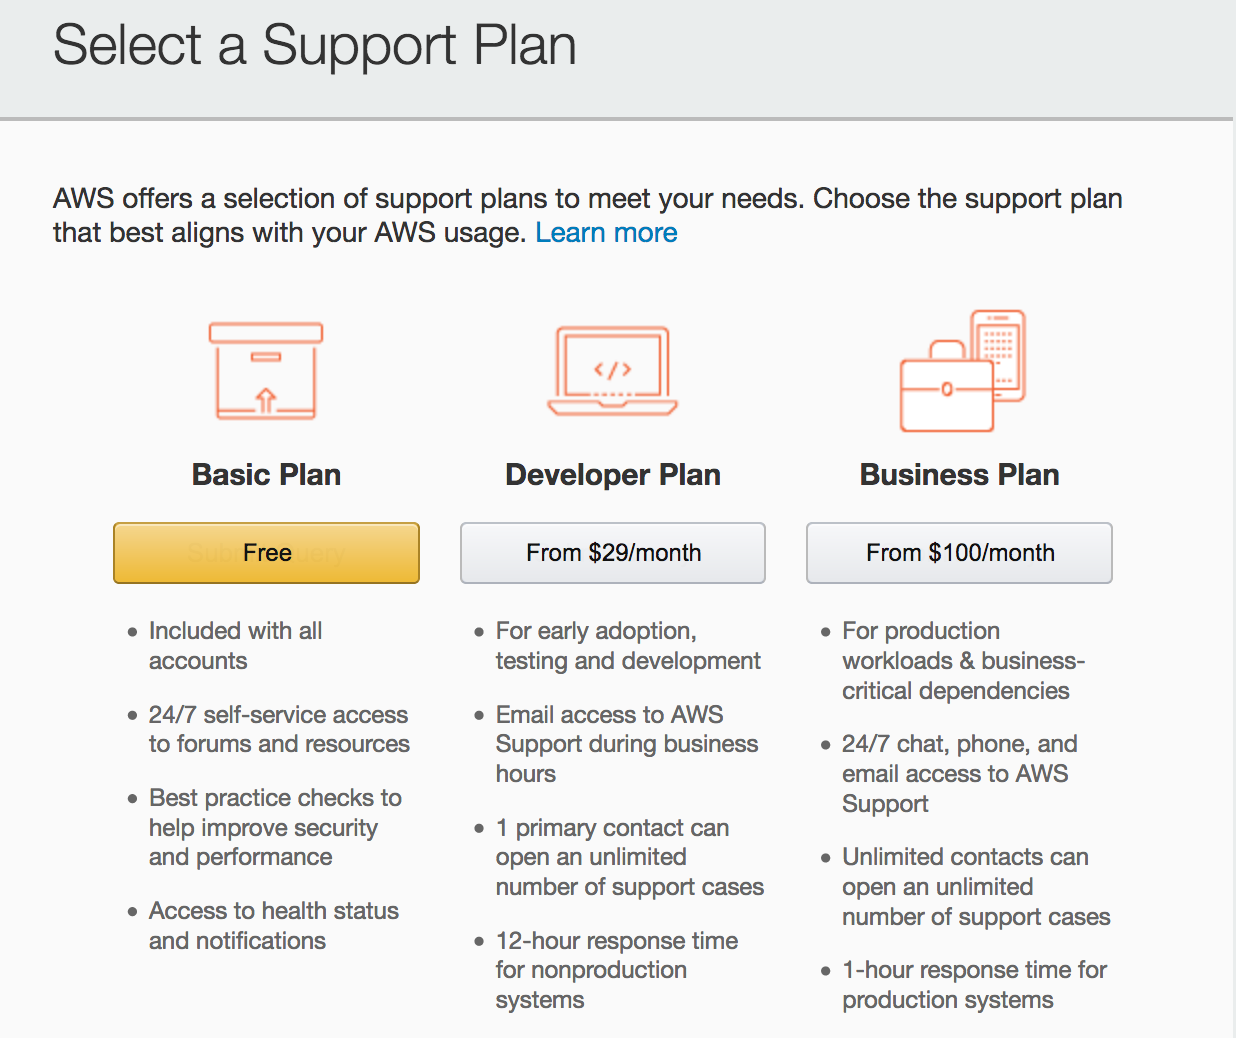 Select a Support Plan
AWS offers a selection of support plans to meet your needs. Choose the support plan
that best aligns with your AWS usage. Learn more
</>
Basic Plan
Free
• Included with all
accounts
• 24/7 self-service access
to forums and resources
• Best practice checks to
help improve security
and performance
• Access to health status
and notifications
Developer Plan
From $29/month
• For early adoption,
testing and development
• Email access to AWS
Support during business
hours
• 1 primary contact can
open an unlimited
number of support cases
• 12-hour response time
for nonproduction
systems
Business Plan
From $100/month
• For production
workloads & business-
critical dependencies
• 24/7 chat, phone, and
email access to AWS
Support
• Unlimited contacts can
open an unlimited
number of support cases
• 1-hour response time for
production systems